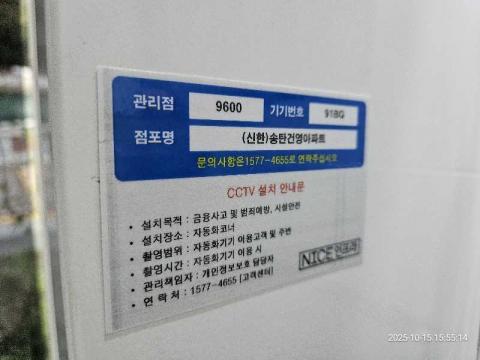 관리점 9600 기기번호 91BG
점포명 (신한)송탄건영아파트
문의사항은1577-4655로 연락주십시오
CCTV 설치 안내문
• 설치목적 : 금융사고 및 범죄예방, 시설안전
• 설치장소 : 자동화코너
• 촬영범위 : 자동화기기 이용고객 및 주변
• 촬영시간 : 자동화기기 이용 시
• 관리책임자 : 개인정보보호 담당자
• 연 락 처 : 1577-4655 [고객센터]
NICE 인프라
2025-10-15 15:55:14